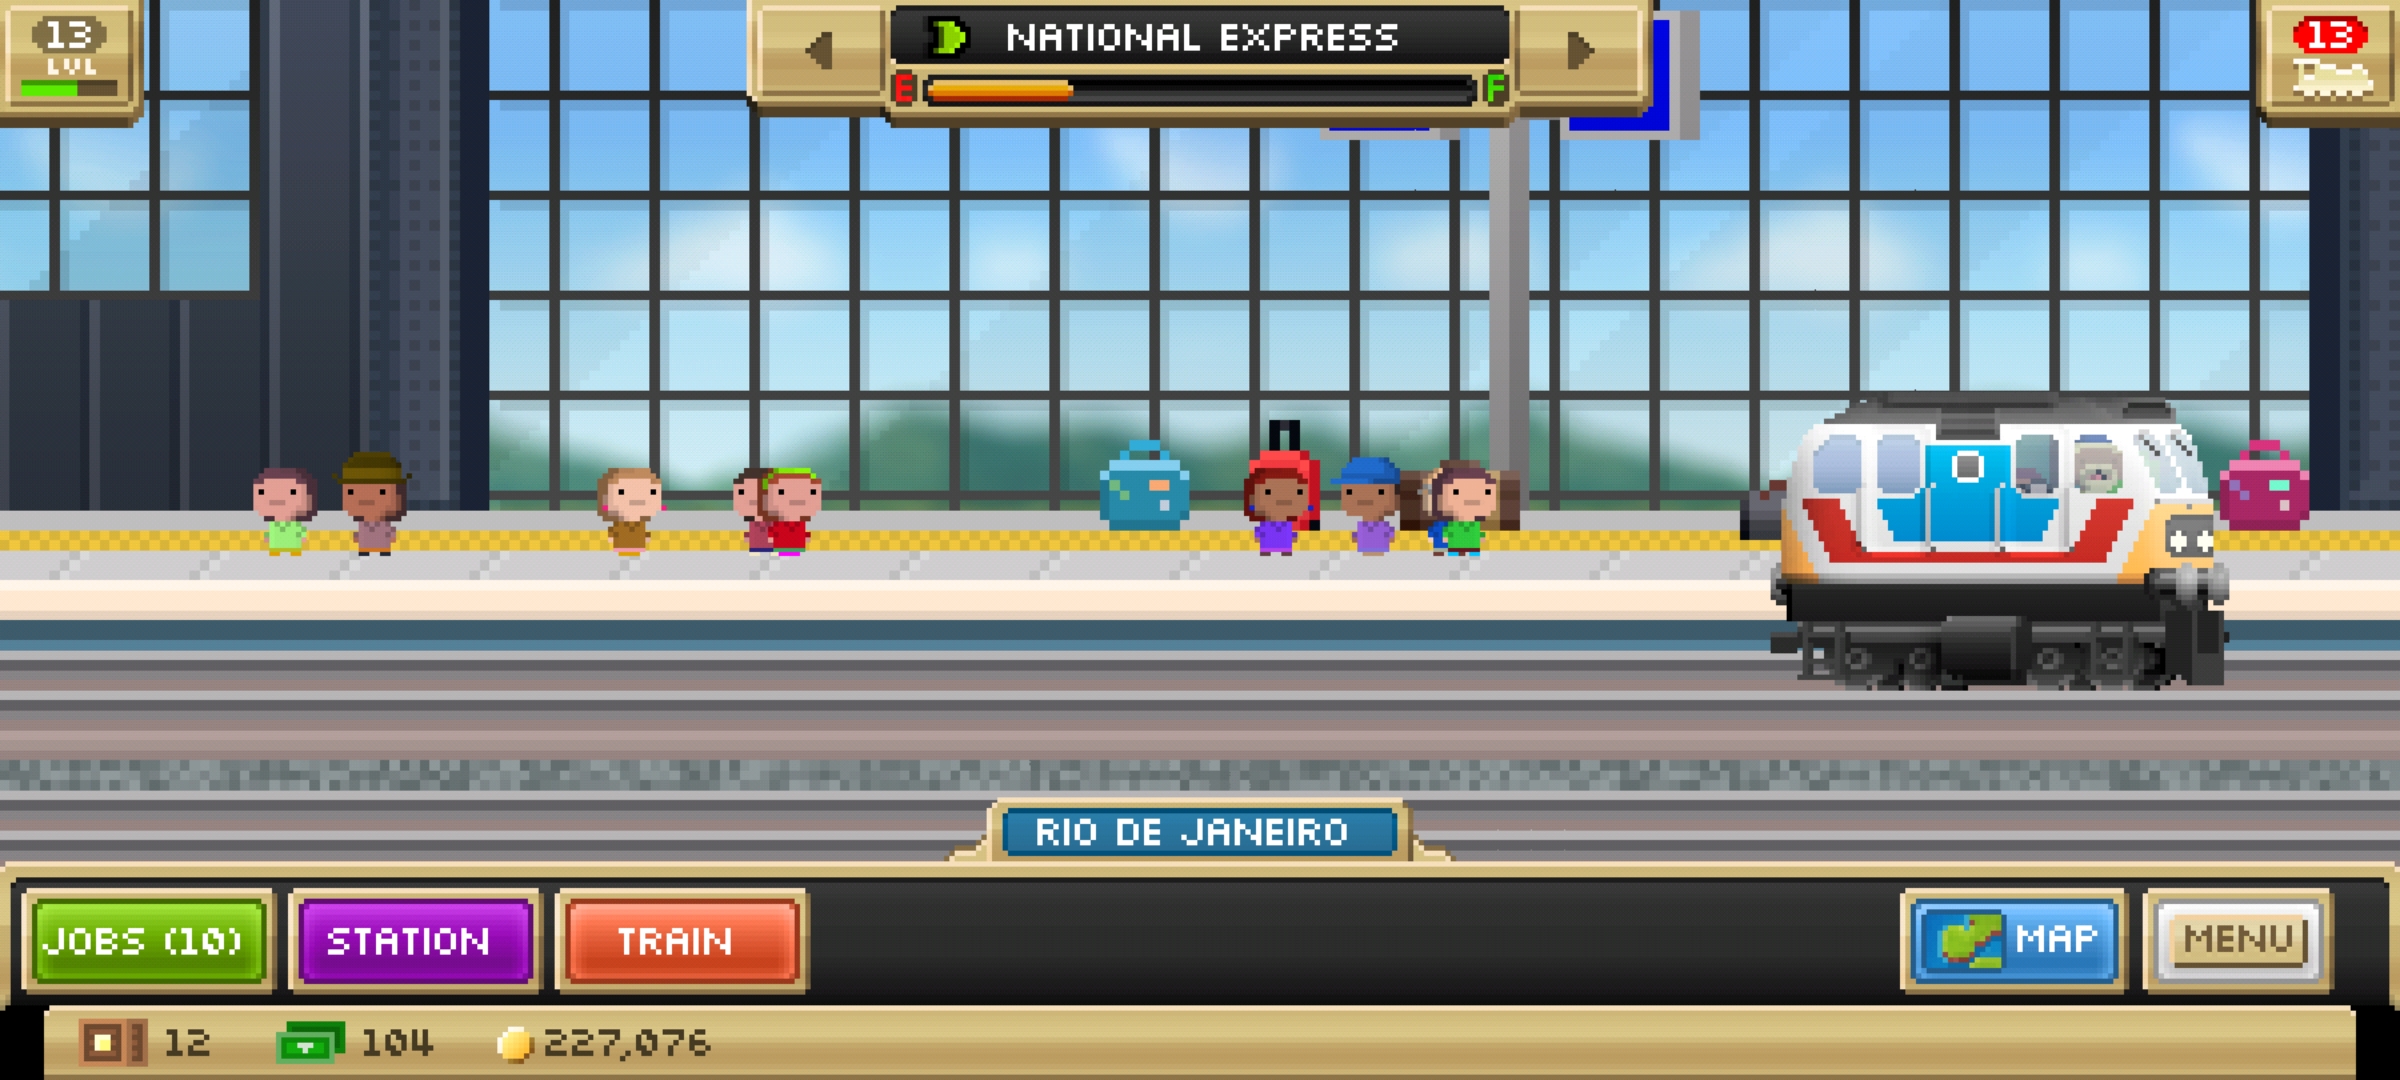 13
LVL
NATIONAL EXPRESS
E F
13
RIO DE JANEIRO
JOBS (10)
STATION
TRAIN
MAP
MENU
12
104
227,076